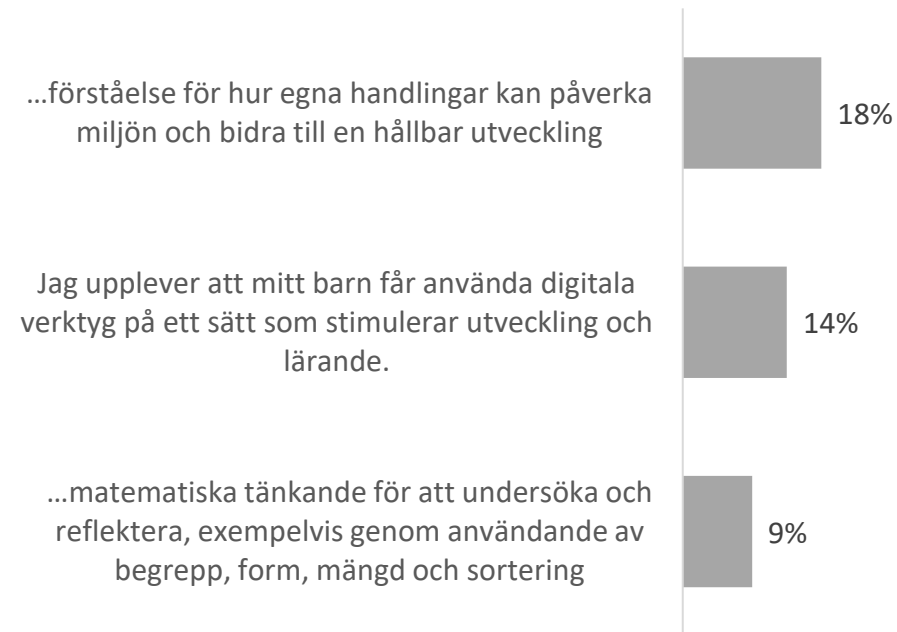 …förståelse för hur egna handlingar kan påverka
miljön och bidra till en hållbar utveckling
18%
Jag upplever att mitt barn får använda digitala
verktyg på ett sätt som stimulerar utveckling och
lärande.
14%
…matematiska tänkande för att undersöka och
reflektera, exempelvis genom användande av
begrepp, form, mängd och sortering
9%